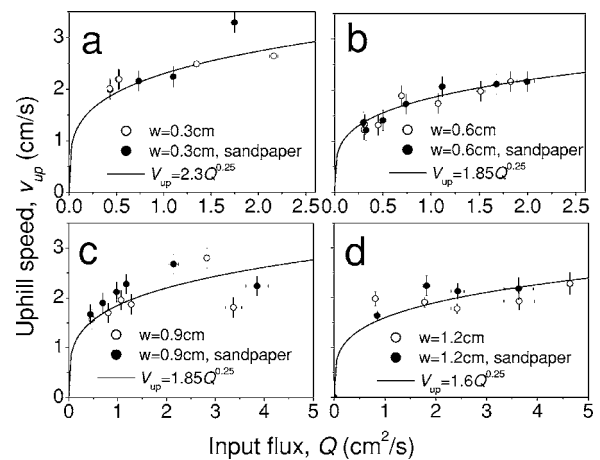 Uphill speed, v_up (cm/s)
3
2
1
0
a
w=0.3cm
w=0.3cm, sandpaper
V_up=2.3Q^0.25
0.0 0.5 1.0 1.5 2.0 2.5
b
w=0.6cm
w=0.6cm, sandpaper
V_up=1.85Q^0.25
0.0 0.5 1.0 1.5 2.0 2.5
3
2
1
0
c
w=0.9cm
w=0.9cm, sandpaper
V_up=1.85Q^0.25
0 1 2 3 4 5
d
w=1.2cm
w=1.2cm, sandpaper
V_up=1.6Q^0.25
0 1 2 3 4 5
Input flux, Q (cm²/s)